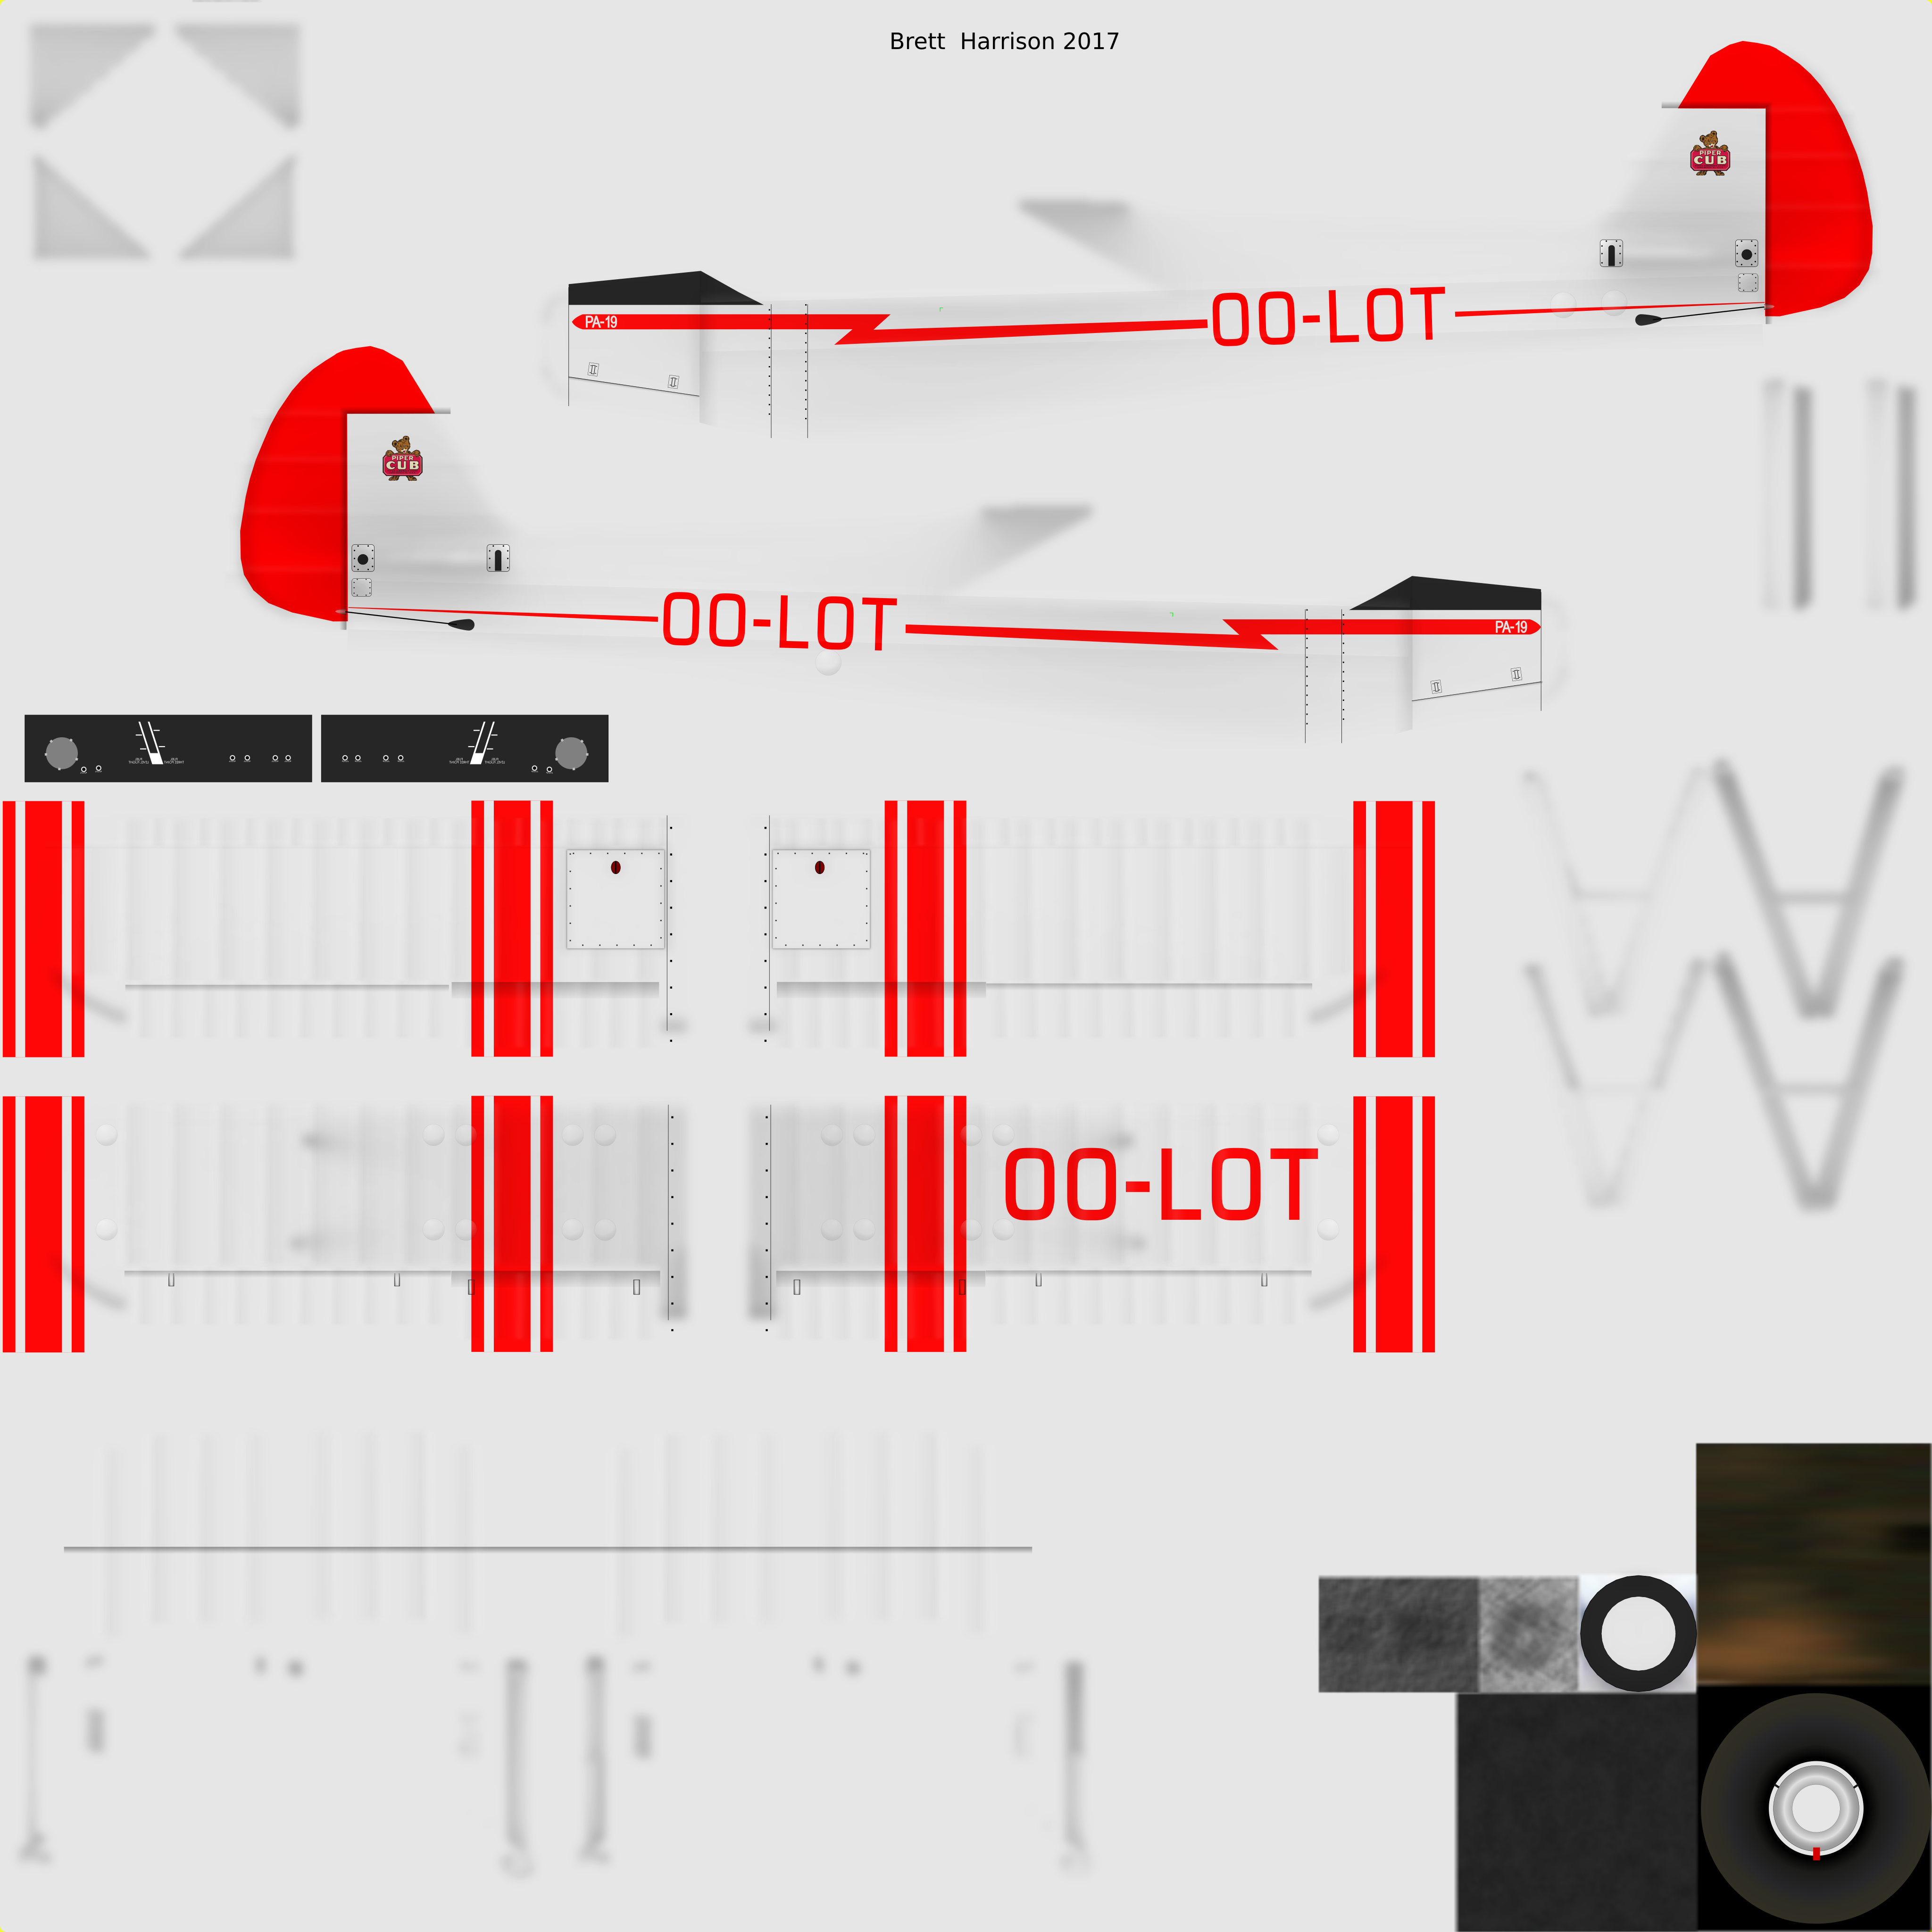 Brett  Harrison 2017
PIPER
CUB
PA-19
OO-LOT
PIPER
CUB
OO-LOT
PA-19
OO-LOT